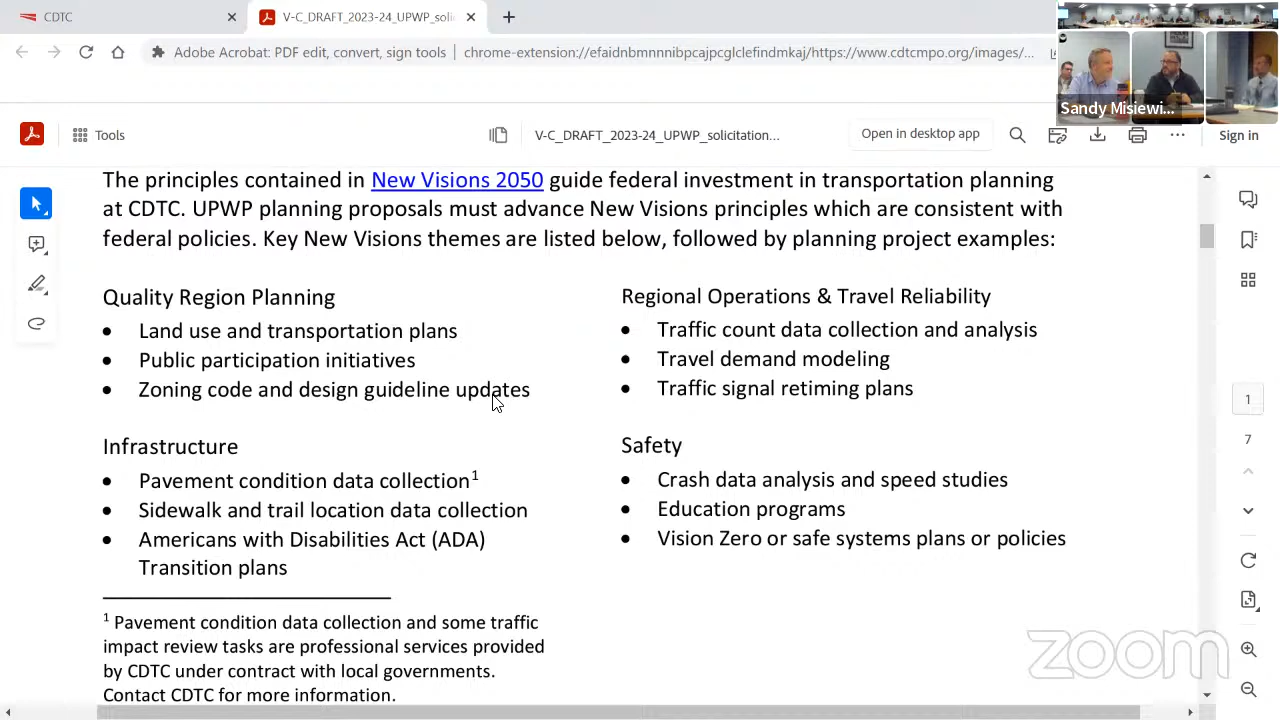 CDTC
V-C_DRAFT_2023-24_UPWP_solicit
Adobe Acrobat: PDF edit, convert, sign tools
chrome-extension://efaidnbmnnnibpcajpcglclefindmkaj/https://www.cdtcmpo.org/images/...
Sandy Misiewi...
Tools
V-C_DRAFT_2023-24_UPWP_solicitation...
Open in desktop app
Sign in
The principles contained in New Visions 2050 guide federal investment in transportation planning
at CDTC. UPWP planning proposals must advance New Visions principles which are consistent with
federal policies. Key New Visions themes are listed below, followed by planning project examples:
Quality Region Planning
• Land use and transportation plans
• Public participation initiatives
• Zoning code and design guideline updates
Infrastructure
• Pavement condition data collection1
• Sidewalk and trail location data collection
• Americans with Disabilities Act (ADA)
Transition plans
1 Pavement condition data collection and some traffic
impact review tasks are professional services provided
by CDTC under contract with local governments.
Contact CDTC for more information.
Regional Operations & Travel Reliability
• Traffic count data collection and analysis
• Travel demand modeling
• Traffic signal retiming plans
Safety
• Crash data analysis and speed studies
• Education programs
• Vision Zero or safe systems plans or policies
1
7
zoom